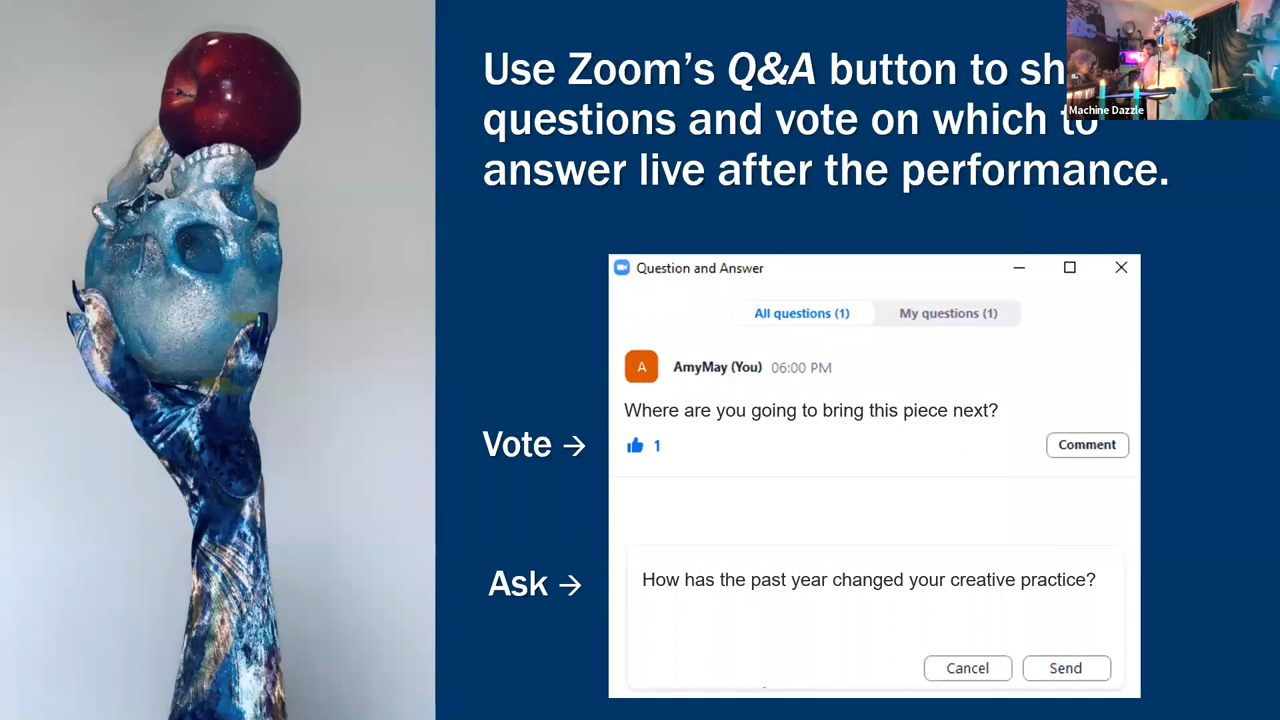 Use Zoom’s Q&A button to sh
questions and vote on which to
answer live after the performance.
Machine Dazzle
Question and Answer
All questions (1)
My questions (1)
A
AmyMay (You) 06:00 PM
Where are you going to bring this piece next?
Vote →
1
Comment
Ask →
How has the past year changed your creative practice?
Cancel
Send